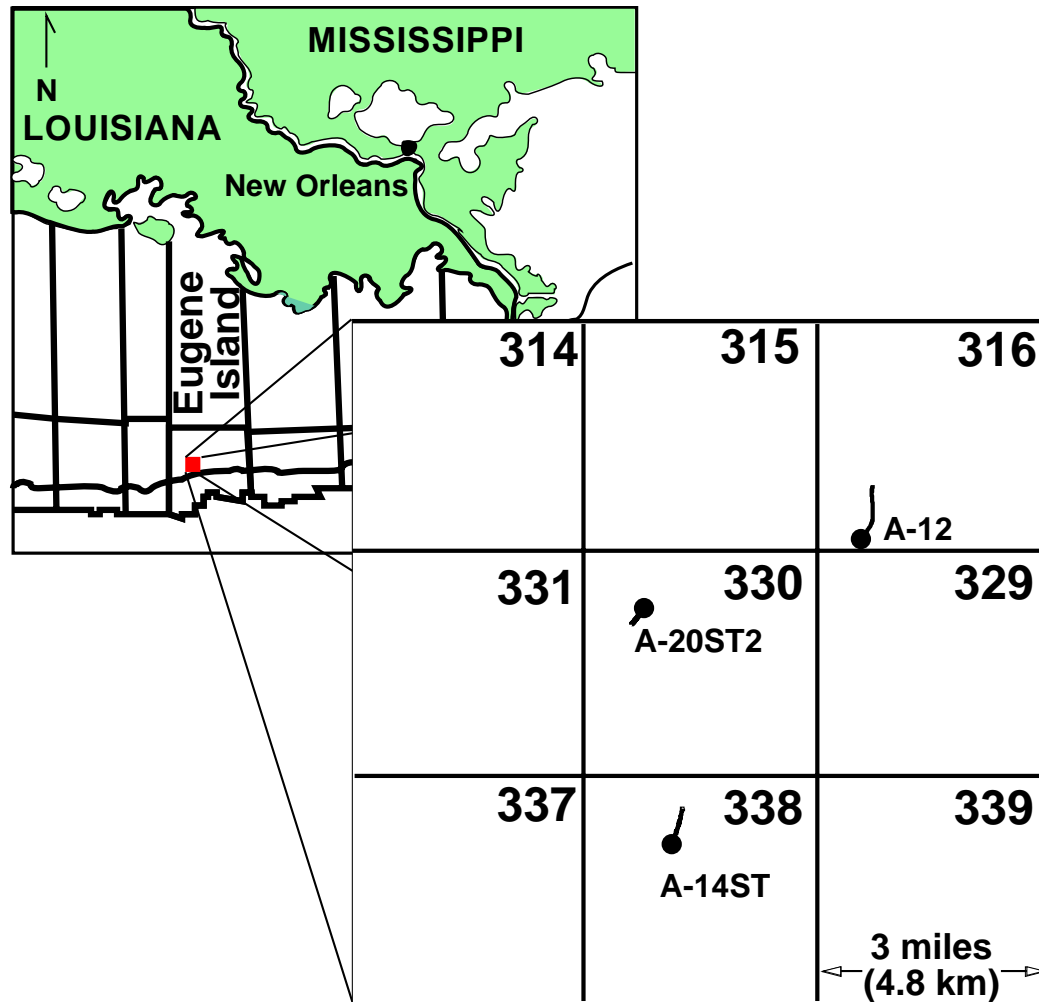 MISSISSIPPI
N
LOUISIANA
New Orleans
Eugene
Island
314
315
316
A-12
331
330
329
A-20ST2
337
338
339
A-14ST
3 miles
(4.8 km)